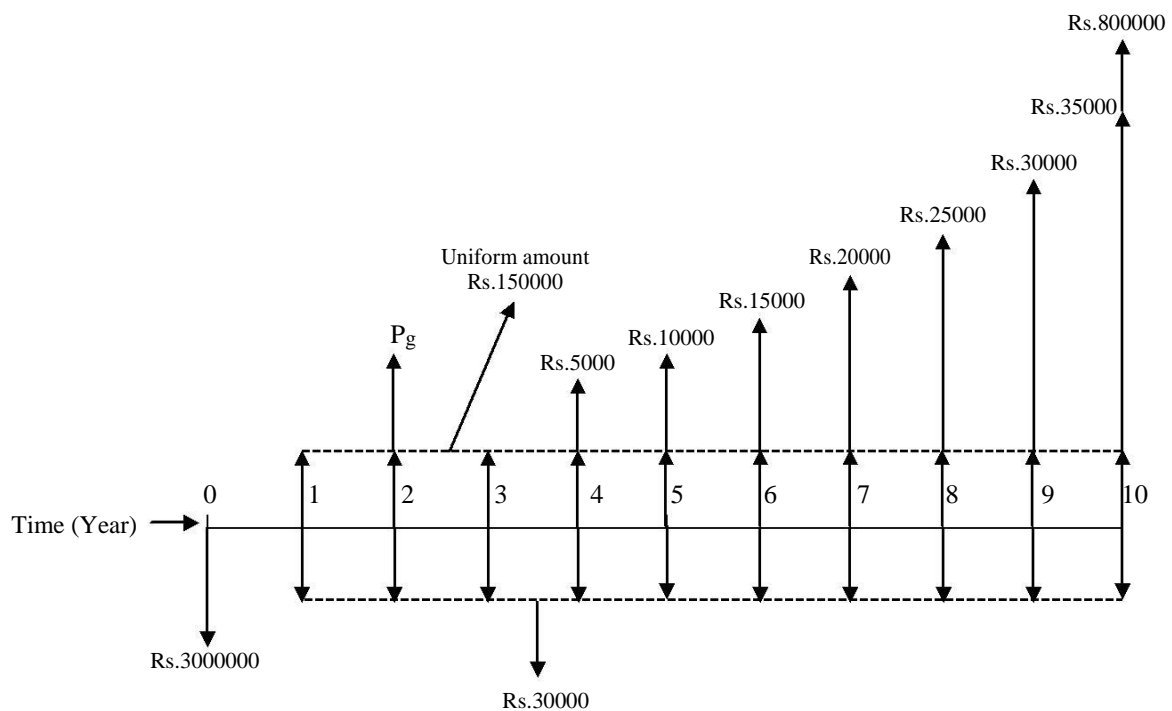 Rs.800000
Rs.35000
Rs.30000
Rs.25000
Uniform amount
Rs.150000
Rs.20000
Rs.15000
Pg
Rs.10000
Rs.5000
0 1 2 3 4 5 6 7 8 9 10
Time (Year)
Rs.3000000
Rs.30000